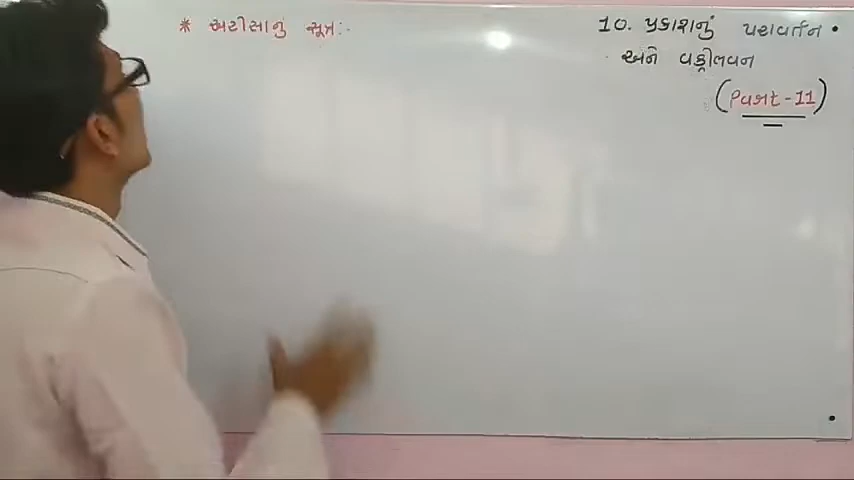 * અરીસાનું સૂત્ર:-
10. પ્રકાશનું પરાવર્તન
અને વક્રીભવન
(Part-11)